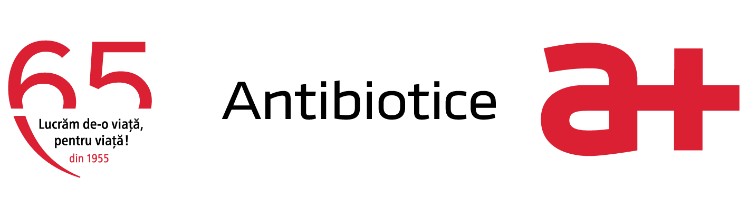 65
Lucrăm de-o viață,
pentru viață!
din 1955
Antibiotice
a+